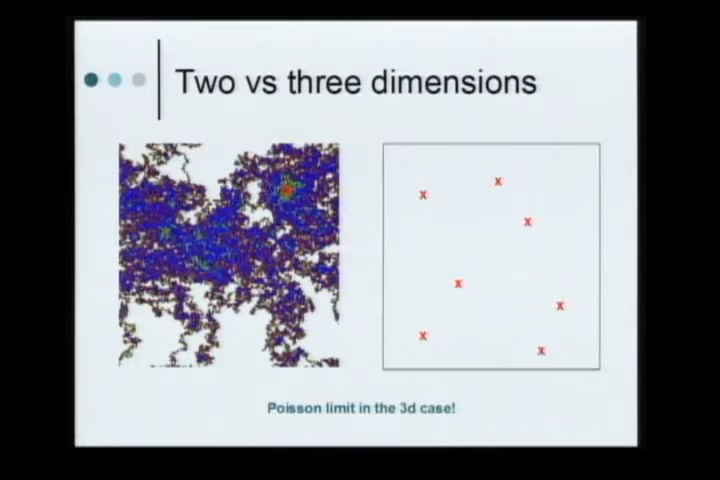 Two vs three dimensions
x
x
x
x
x
x
x
Poisson limit in the 3d case!